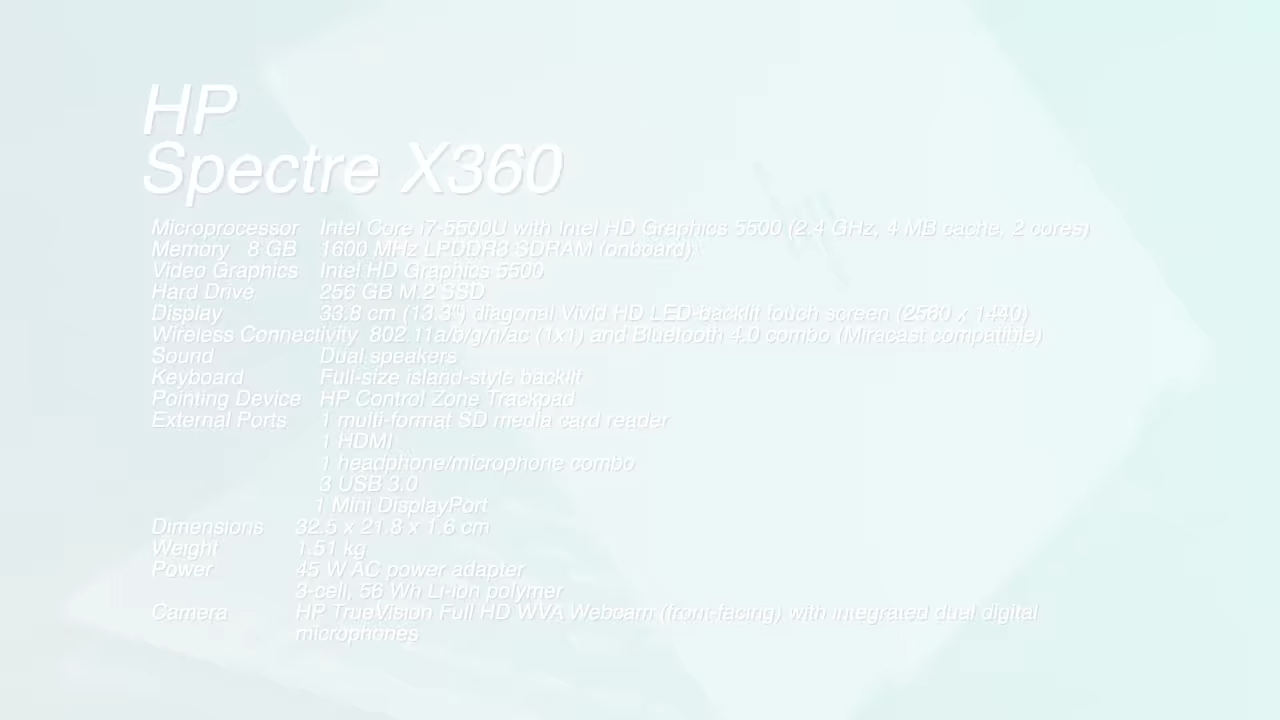 HP
Spectre X360
Microprocessor Intel Core i7-5500U with Intel HD Graphics 5500 (2.4 GHz, 4 MB cache, 2 cores)
Memory 8 GB 1600 MHz LPDDR3 SDRAM (onboard)
Video Graphics Intel HD Graphics 5500
Hard Drive 256 GB M.2 SSD
Display 33.8 cm (13.3") diagonal Vivid HD LED-backlit touch screen (2560 x 1440)
Wireless Connectivity 802.11a/b/g/n/ac (1x1) and Bluetooth 4.0 combo (Miracast compatible)
Sound Dual speakers
Keyboard Full-size island-style backlit
Pointing Device HP Control Zone Trackpad
External Ports 1 multi-format SD media card reader
1 HDMI
1 headphone/microphone combo
3 USB 3.0
1 Mini DisplayPort
Dimensions 32.5 x 21.8 x 1.6 cm
Weight 1.51 kg
Power 45 W AC power adapter
3-cell, 56 Wh Li-ion polymer
Camera HP TrueVision Full HD WVA Webcam (front-facing) with integrated dual digital
microphones